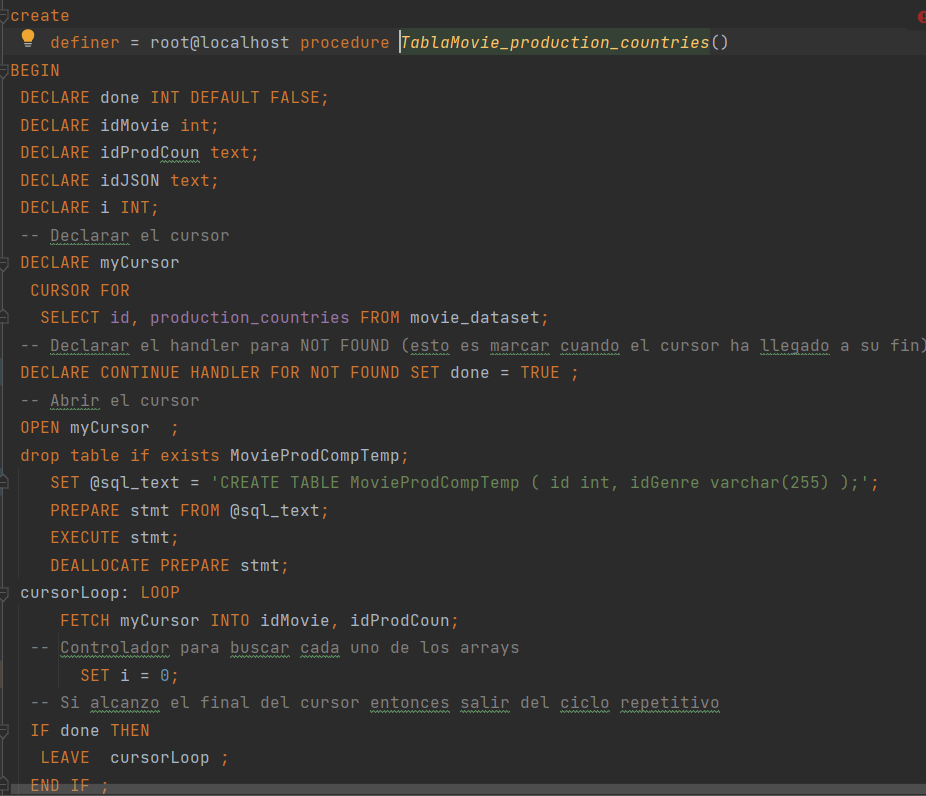 create
definer = root@localhost procedure TablaMovie_production_countries()
BEGIN
DECLARE done INT DEFAULT FALSE;
DECLARE idMovie int;
DECLARE idProdCoun text;
DECLARE idJSON text;
DECLARE i INT;
-- Declarar el cursor
DECLARE myCursor
CURSOR FOR
SELECT id, production_countries FROM movie_dataset;
-- Declarar el handler para NOT FOUND (esto es marcar cuando el cursor ha llegado a su fin)
DECLARE CONTINUE HANDLER FOR NOT FOUND SET done = TRUE ;
-- Abrir el cursor
OPEN myCursor  ;
drop table if exists MovieProdCompTemp;
SET @sql_text = 'CREATE TABLE MovieProdCompTemp ( id int, idGenre varchar(255) );';
PREPARE stmt FROM @sql_text;
EXECUTE stmt;
DEALLOCATE PREPARE stmt;
cursorLoop: LOOP
FETCH myCursor INTO idMovie, idProdCoun;
-- Controlador para buscar cada uno de los arrays
SET i = 0;
-- Si alcanzo el final del cursor entonces salir del ciclo repetitivo
IF done THEN
LEAVE  cursorLoop ;
END IF ;